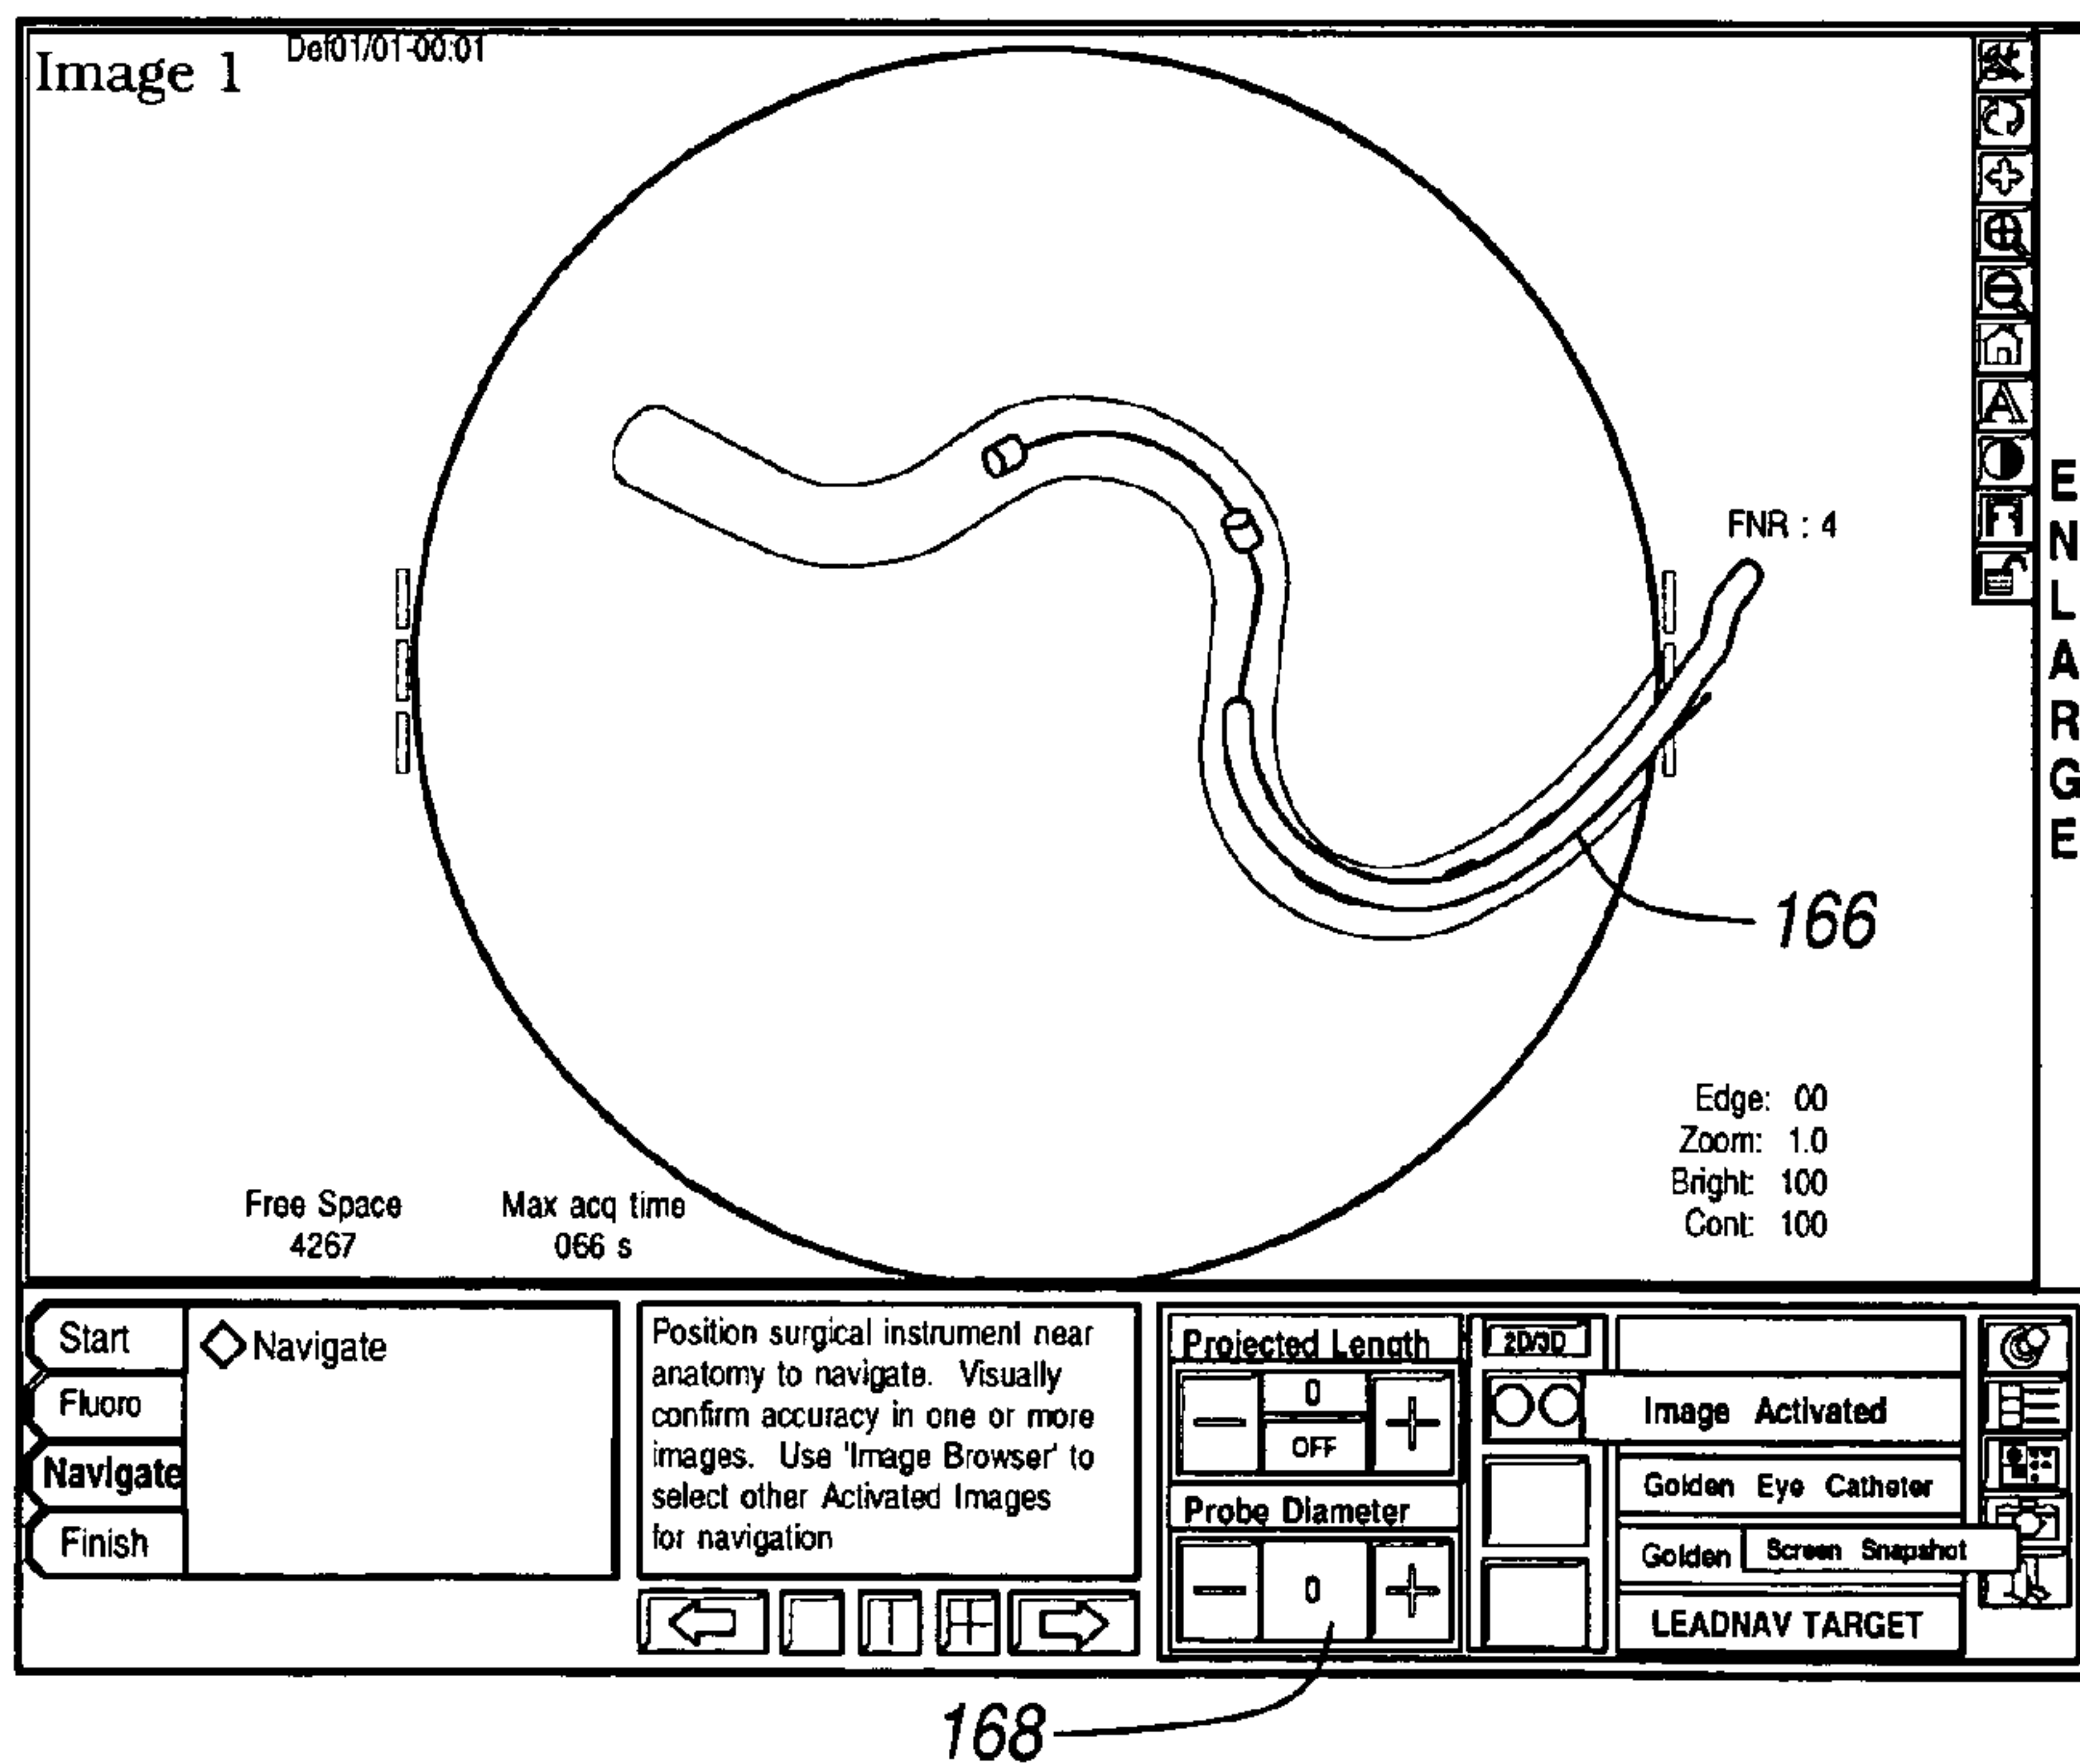 Image 1
Def01/01-00:01
FNR : 4
ENLARGE
166
Edge: 00
Zoom: 1.0
Bright: 100
Cont: 100
Free Space
4267
Max acq time
066 s
Start
Fluoro
Navigate
Finish
Navigate
Position surgical instrument near
anatomy to navigate. Visually
confirm accuracy in one or more
images. Use 'Image Browser' to
select other Activated Images
for navigation
Projected Length
0
OFF
Probe Diameter
0
2D/3D
Image Activated
Golden Eye Catheter
Golden
Screen Snapshot
LEADNAV TARGET
168